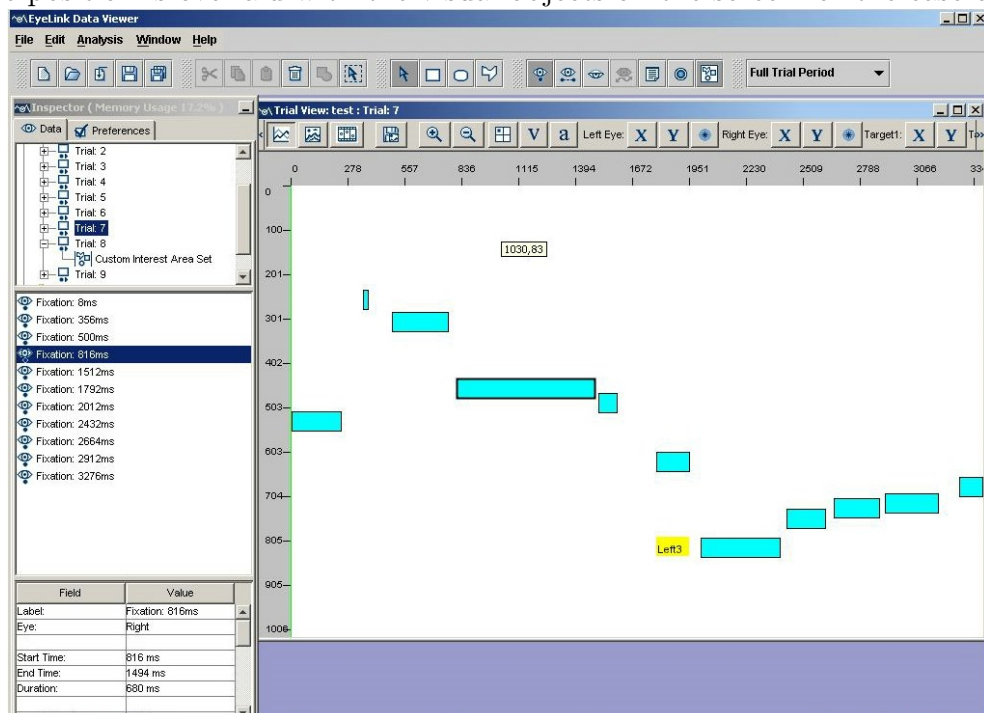 EyeLink Data Viewer
File Edit Analysis Window Help
Full Trial Period
Inspector ( Memory Usage 17.2% )
Data Preferences
Trial: 2
Trial: 3
Trial: 4
Trial: 5
Trial: 6
Trial: 7
Trial: 8
Custom Interest Area Set
Trial: 9
Fixation: 8ms
Fixation: 356ms
Fixation: 500ms
Fixation: 816ms
Fixation: 1512ms
Fixation: 1792ms
Fixation: 2012ms
Fixation: 2432ms
Fixation: 2664ms
Fixation: 2912ms
Fixation: 3276ms
Field Value
Label: Fixation: 816ms
Eye: Right
Start Time: 816 ms
End Time: 1494 ms
Duration: 680 ms
Trial View: test : Trial: 7
V a Left Eye: X Y Right Eye: X Y Target1: X Y
0 278 557 836 1115 1394 1672 1951 2230 2509 2788 3066
0
100
201
301
402
503
603
704
805
905
1006
1030,83
Left3